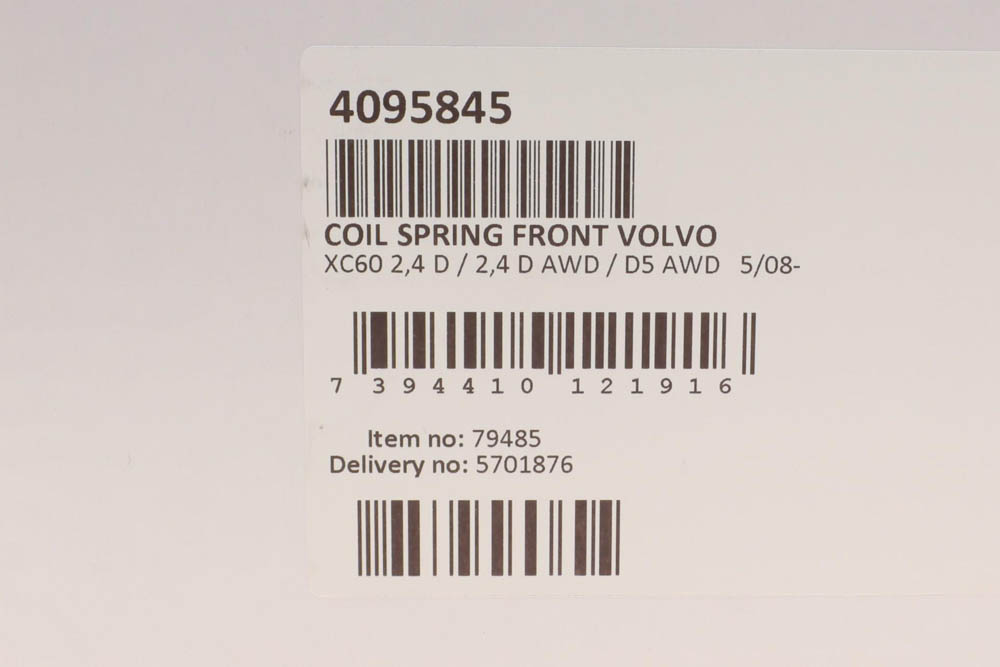 4095845
COIL SPRING FRONT VOLVO
XC60 2,4 D / 2,4 D AWD / D5 AWD 5/08-
7 394410 121916
Item no: 79485
Delivery no: 5701876